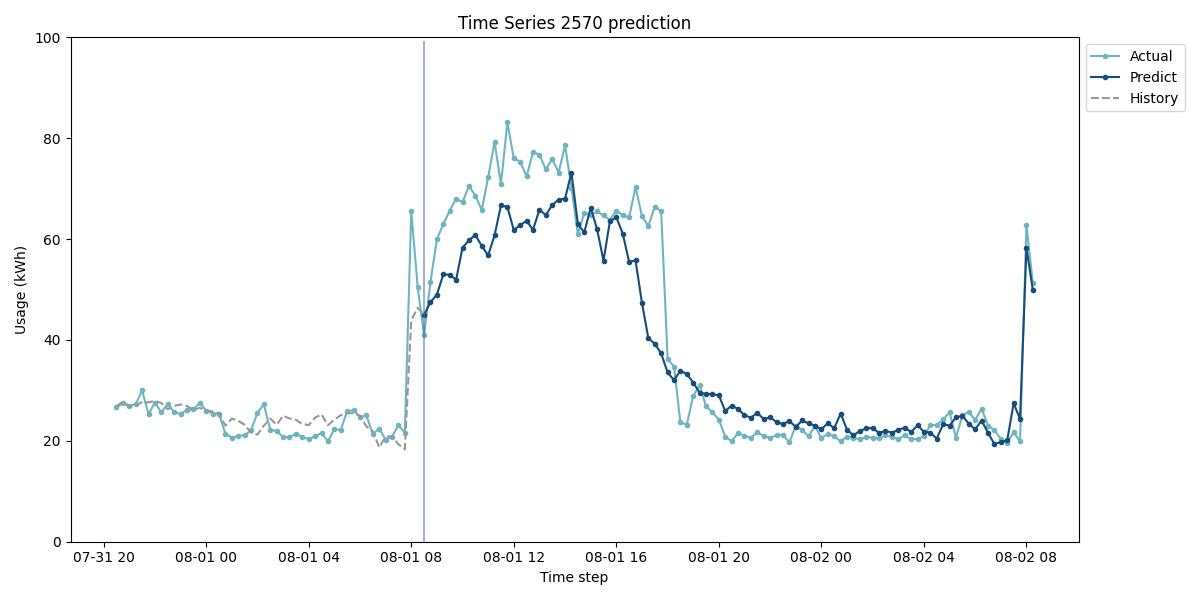 Time Series 2570 prediction
100
80
60
40
20
0
Usage (kWh)
07-31 20
08-01 00
08-01 04
08-01 08
08-01 12
08-01 16
08-01 20
08-02 00
08-02 04
08-02 08
Time step
Actual
Predict
History